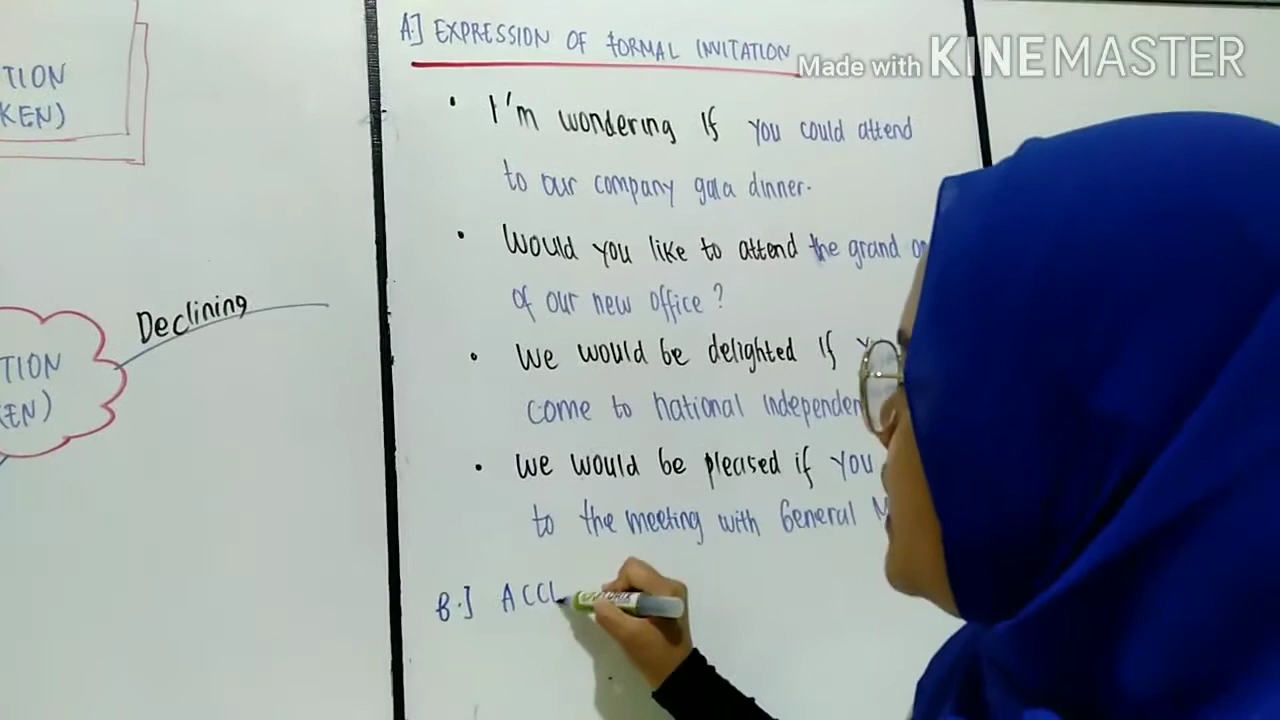 TION
KEN)
Declining
TION
EN)
A.] EXPRESSION OF FORMAL INVITATION
Made with KINEMASTER
• I'm wondering if you could attend
to our company gala dinner.
• Would you like to attend the grand
of our new office?
• We would be delighted if
come to national independen
• We would be pleased if you
to the meeting with General M
B.] ACC